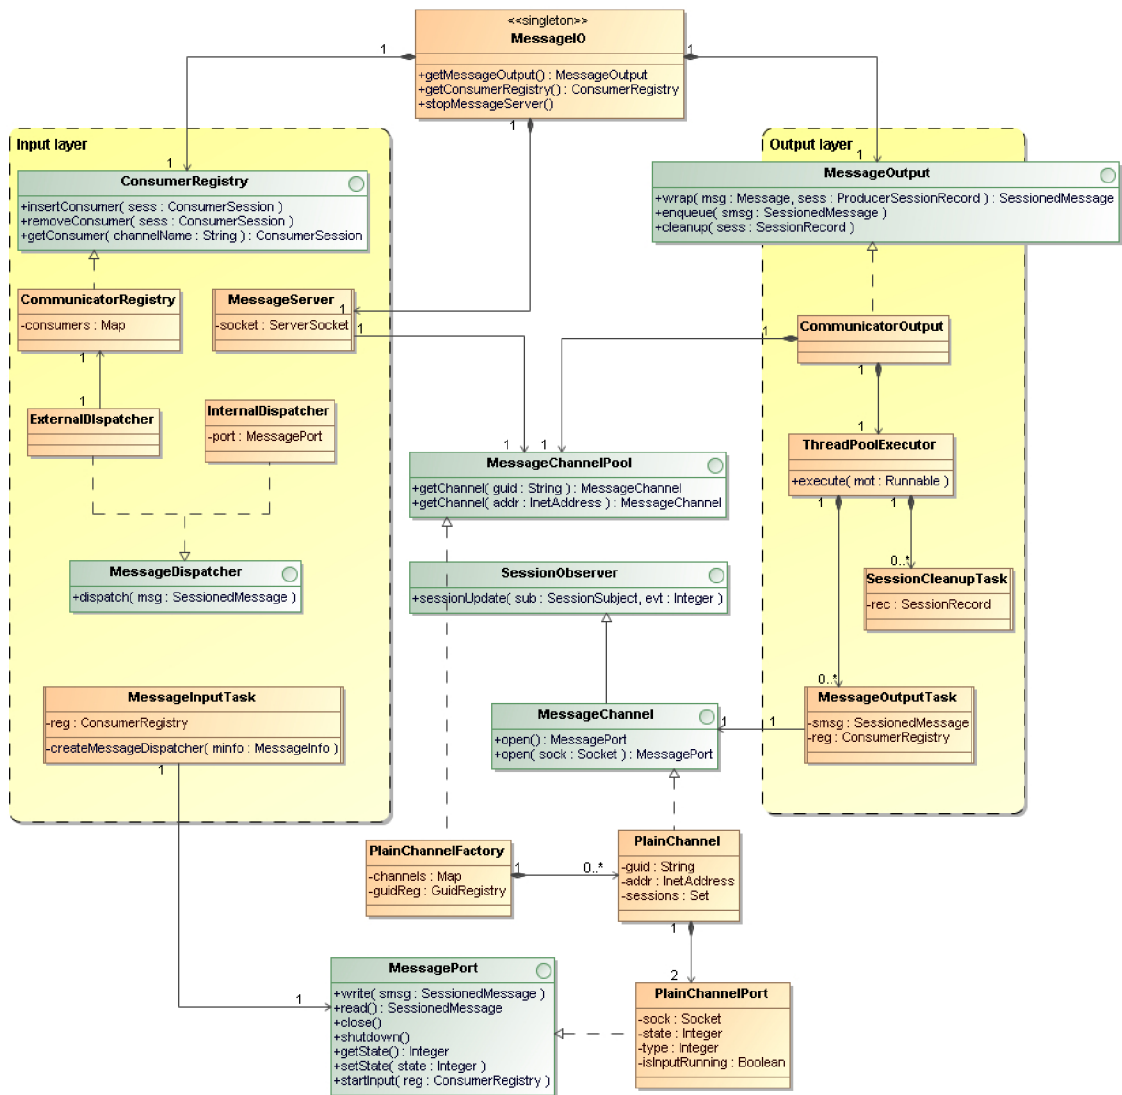 <<singleton>>
MessageIO
+getMessageOutput() : MessageOutput
+getConsumerRegistry() : ConsumerRegistry
+stopMessageServer()
1
1
1
Input layer
1
ConsumerRegistry
+insertConsumer( sess : ConsumerSession )
+removeConsumer( sess : ConsumerSession )
+getConsumer( channelName : String ) : ConsumerSession
Output layer
1
MessageOutput
+wrap( msg : Message, sess : ProducerSessionRecord ) : SessionedMessage
+enqueue( smsg : SessionedMessage )
+cleanup( sess : SessionRecord )
CommunicatorRegistry
-consumers : Map
1
MessageServer
-socket : ServerSocket
1
1
1
CommunicatorOutput
1
1
ExternalDIspatcher
InternalDispatcher
-port : MessagePort
1
ThreadPoolExecutor
+execute( mot : Runnable )
1
1
1
1
MessageChannelPool
+getChannel( guid : String ) : MessageChannel
+getChannel( addr : InetAddress ) : MessageChannel
MessageDispatcher
+dispatch( msg : SessionedMessage )
SessionObserver
+sessionUpdate( sub : SessionSubject, evt : Integer )
0..*
SessionCleanupTask
-rec : SessionRecord
MessageInputTask
-reg : ConsumerRegistry
-createMessageDispatcher( minfo : MessageInfo )
1
MessageChannel
+open() : MessagePort
+open( sock : Socket ) : MessagePort
1
1
0..*
MessageOutputTask
-smsg : SessionedMessage
-reg : ConsumerRegistry
PlainChannelFactory
-channels : Map
-guidReg : GuidRegistry
1
0..*
PlainChannel
-guid : String
-addr : InetAddress
-sessions : Set
1
2
MessagePort
+write( smsg : SessionedMessage )
+read() : SessionedMessage
+close()
+shutdown()
+getState() : Integer
+setState( state : Integer )
+startInput( reg : ConsumerRegistry )
1
PlainChannelPort
-sock : Socket
-state : Integer
-type : Integer
-isInputRunning : Boolean